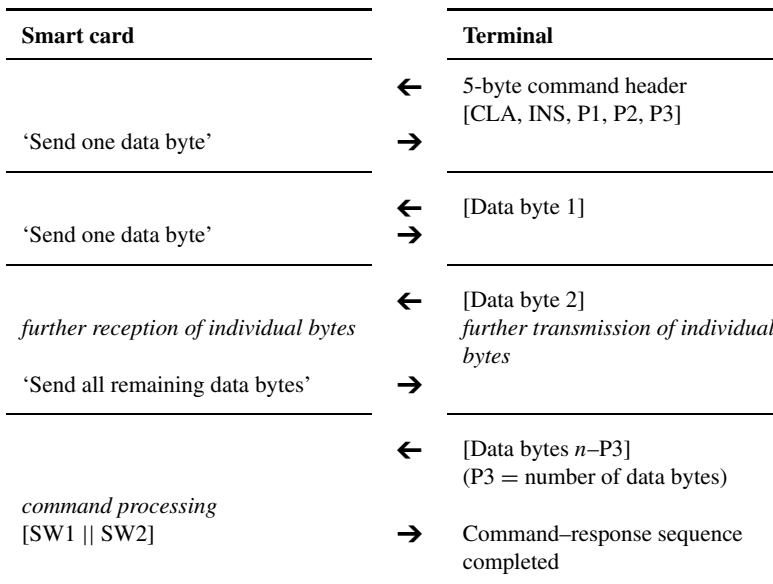 Smart card Terminal
← 5-byte command header
[CLA, INS, P1, P2, P3]
‘Send one data byte’ →
← [Data byte 1]
‘Send one data byte’ →
← [Data byte 2]
further reception of individual bytes further transmission of individual
bytes
‘Send all remaining data bytes’ →
← [Data bytes n–P3]
(P3 = number of data bytes)
command processing
[SW1 || SW2] → Command–response sequence
completed